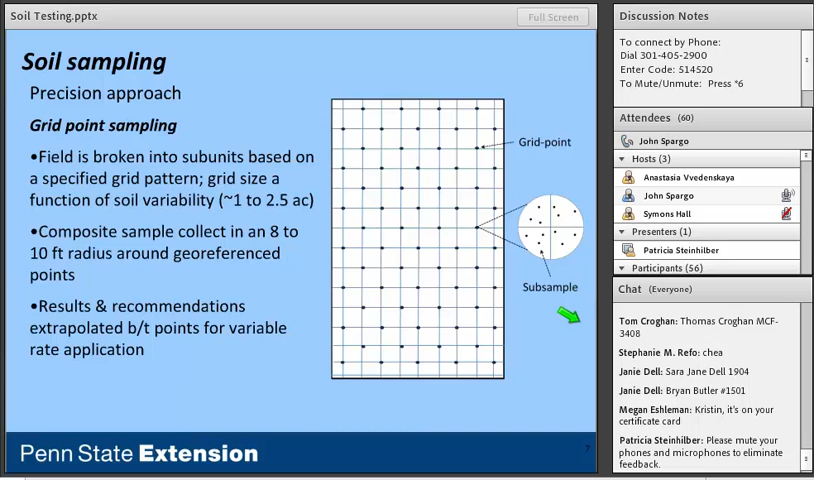 Soil Testing.pptx
Full Screen
Soil sampling
Precision approach
Grid point sampling
•Field is broken into subunits based on
a specified grid pattern; grid size a
function of soil variability (~1 to 2.5 ac)
•Composite sample collect in an 8 to
10 ft radius around georeferenced
points
•Results & recommendations
extrapolated b/t points for variable
rate application
Grid-point
Subsample
Penn State Extension
7
Discussion Notes
To connect by Phone:
Dial 301-405-2900
Enter Code: 514520
To Mute/Unmute: Press *6
Attendees (60)
John Spargo
Hosts (3)
Anastasia Vvedenskaya
John Spargo
Symons Hall
Presenters (1)
Patricia Steinhilber
Participants (56)
Chat (Everyone)
Tom Croghan: Thomas Croghan MCF-
3408
Stephanie M. Refo: chea
Janie Dell: Sara Jane Dell 1904
Janie Dell: Bryan Butler #1501
Megan Eshleman: Kristin, it's on your
certificate card
Patricia Steinhilber: Please mute your
phones and microphones to eliminate
feedback.